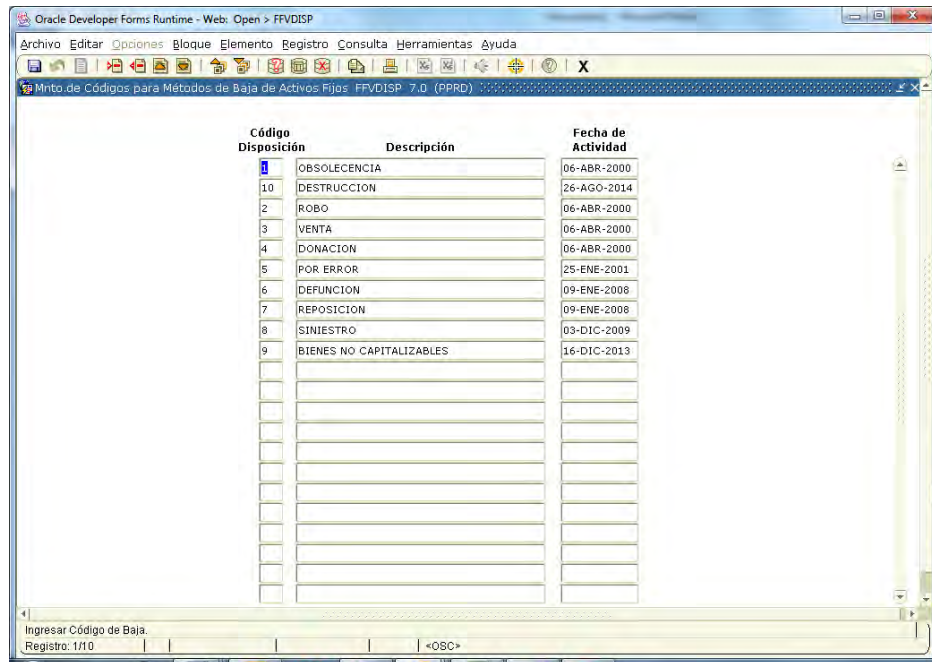 Oracle Developer Forms Runtime - Web: Open > FFVDISP
Archivo Editar Opciones Bloque Elemento Registro Consulta Herramientas Ayuda
X
Mnto.de Códigos para Métodos de Baja de Activos Fijos FFVDISP 7.0 (PPRD)
Código Disposición Descripción Fecha de Actividad
1 OBSOLECENCIA 06-ABR-2000
10 DESTRUCCION 26-AGO-2014
2 ROBO 06-ABR-2000
3 VENTA 06-ABR-2000
4 DONACION 06-ABR-2000
5 POR ERROR 25-ENE-2001
6 DEFUNCION 09-ENE-2008
7 REPOSICION 09-ENE-2008
8 SINIESTRO 03-DIC-2009
9 BIENES NO CAPITALIZABLES 16-DIC-2013
Ingresar Código de Baja.
Registro: 1/10 <OSC>